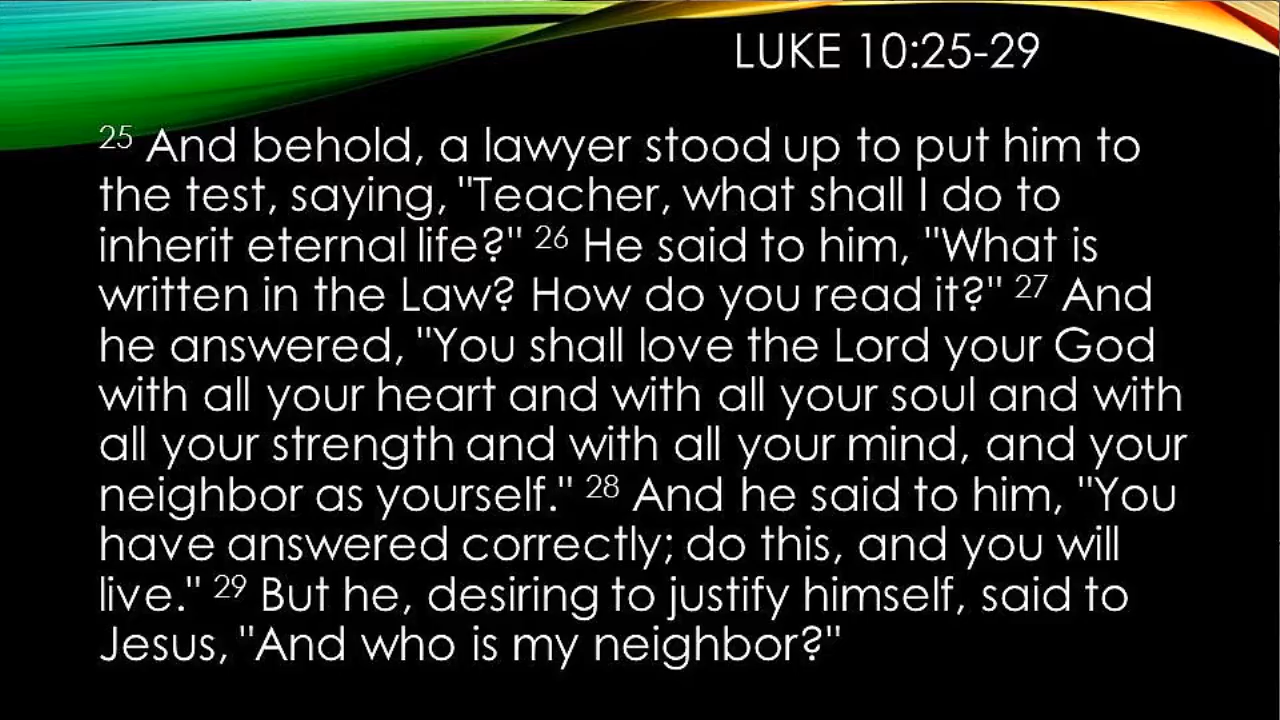 LUKE 10:25-29
25 And behold, a lawyer stood up to put him to
the test, saying, "Teacher, what shall I do to
inherit eternal life?" 26 He said to him, "What is
written in the Law? How do you read it?" 27 And
he answered, "You shall love the Lord your God
with all your heart and with all your soul and with
all your strength and with all your mind, and your
neighbor as yourself." 28 And he said to him, "You
have answered correctly; do this, and you will
live." 29 But he, desiring to justify himself, said to
Jesus, "And who is my neighbor?"